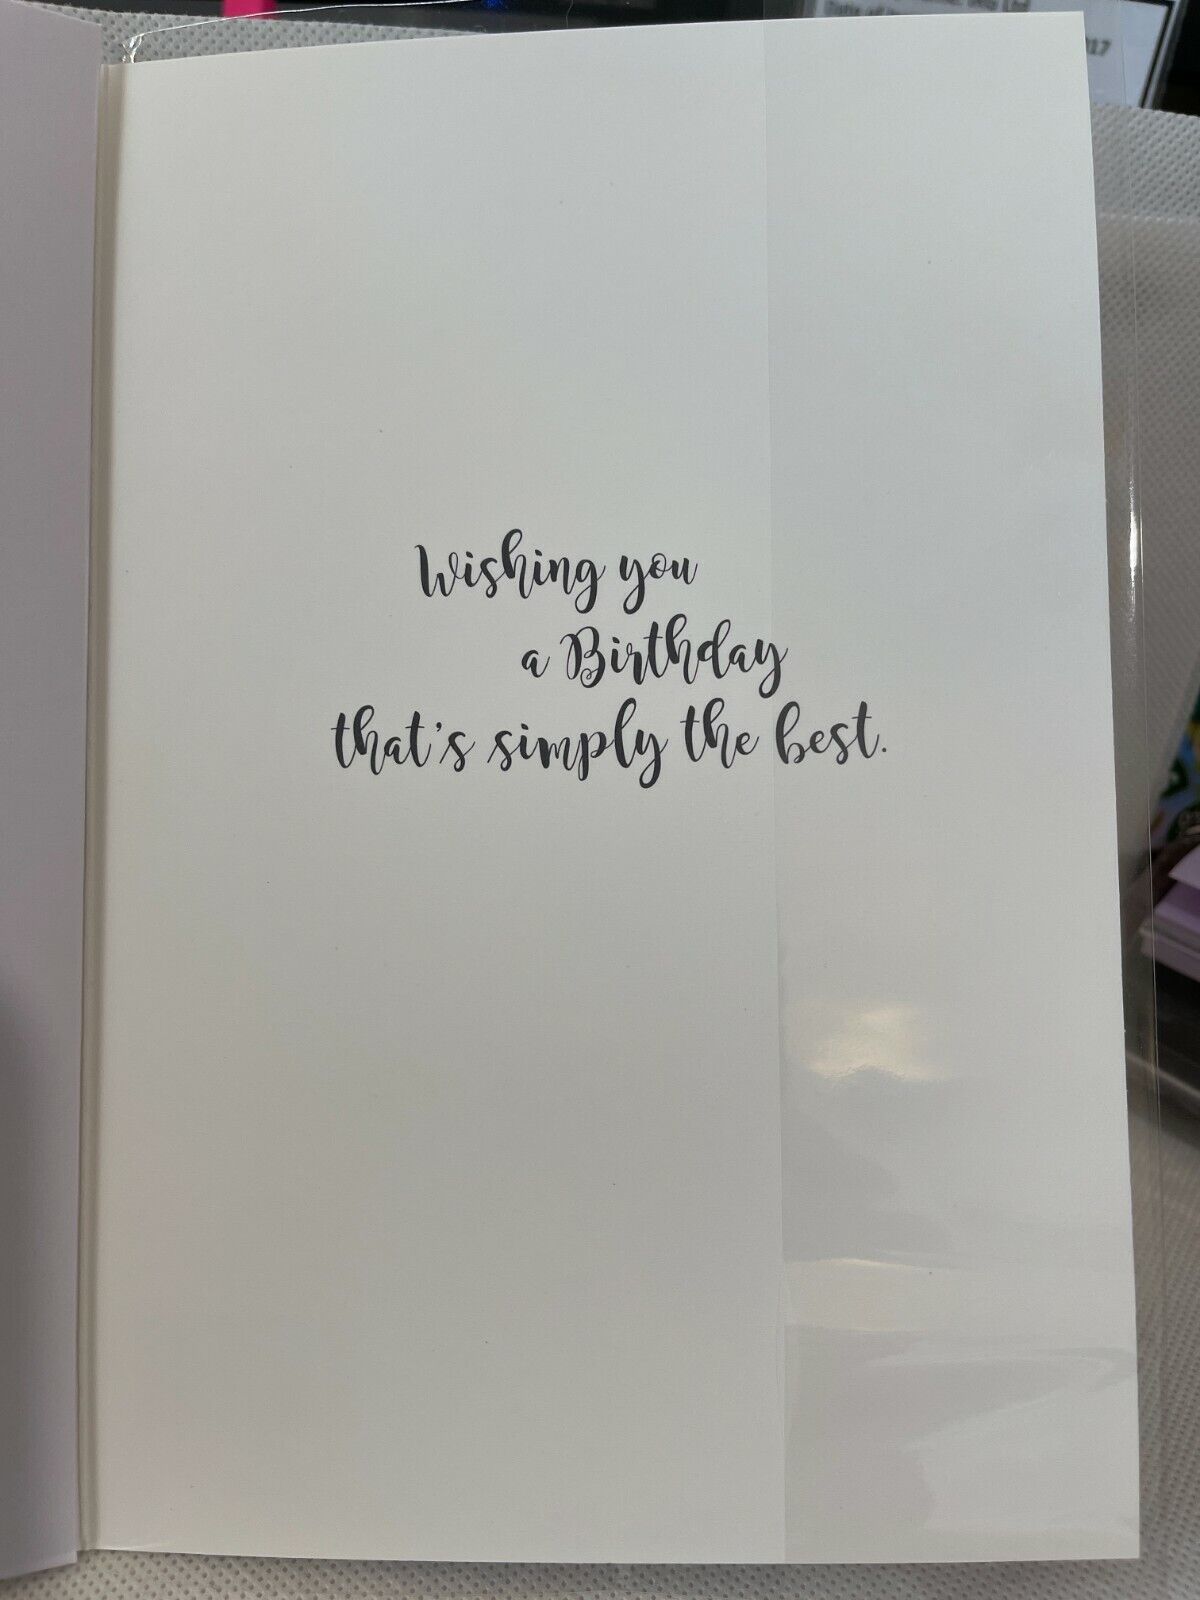 Wishing you
a Birthday
that's simply the best.